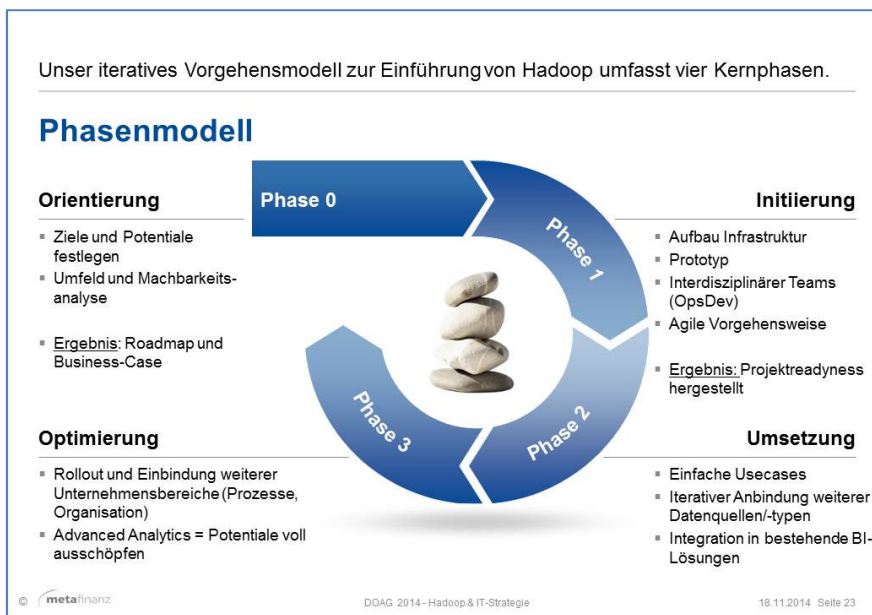 Unser iteratives Vorgehensmodell zur Einführung von Hadoop umfasst vier Kernphasen.
Phasenmodell
Orientierung
▪ Ziele und Potentiale
festlegen
▪ Umfeld und Machbarkeits-
analyse
▪ Ergebnis: Roadmap und
Business-Case
Phase 0
Phase 1
Initiierung
▪ Aufbau Infrastruktur
▪ Prototyp
▪ Interdisziplinärer Teams
(OpsDev)
▪ Agile Vorgehensweise
▪ Ergebnis: Projektreadyness
hergestellt
Optimierung
▪ Rollout und Einbindung weiterer
Unternehmensbereiche (Prozesse,
Organisation)
▪ Advanced Analytics = Potentiale voll
ausschöpfen
Phase 3
Phase 2
Umsetzung
▪ Einfache Usecases
▪ Iterativer Anbindung weiterer
Datenquellen/-typen
▪ Integration in bestehende BI-
Lösungen
© metafinanz
DOAG 2014 - Hadoop & IT-Strategie
18.11.2014 Seite 23